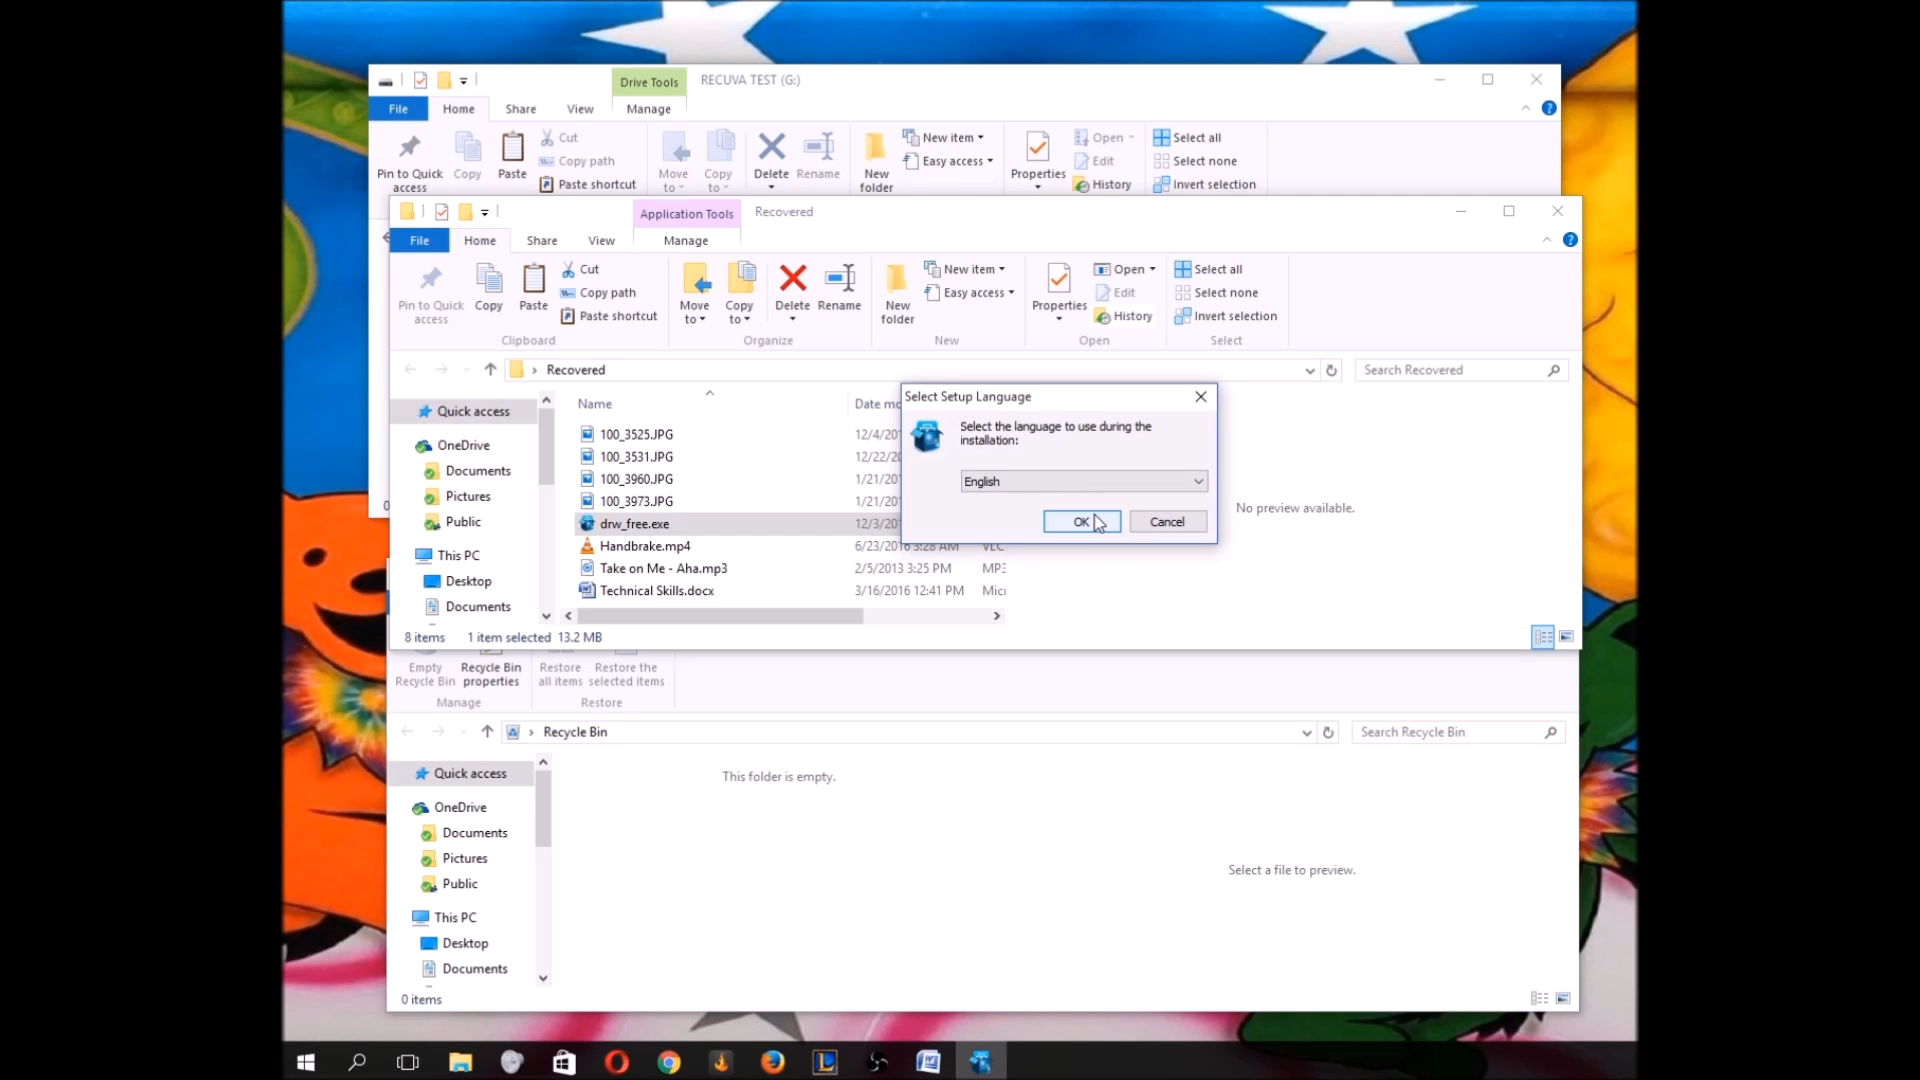 Drive Tools RECUVA TEST (G:)
File Home Share View Manage
Pin to Quick access
Copy
Paste
Cut
Copy path
Paste shortcut
Move to
Copy to
Delete
Rename
New folder
New item
Easy access
Properties
Open
Edit
History
Select all
Select none
Invert selection
Application Tools Recovered
File Home Share View Manage
Pin to Quick access
Copy
Paste
Cut
Copy path
Paste shortcut
Clipboard
Move to
Copy to
Delete
Rename
Organize
New folder
New item
Easy access
New
Properties
Open
Edit
History
Open
Select all
Select none
Invert selection
Select
Recovered
Search Recovered
Quick access
OneDrive
Documents
Pictures
Public
This PC
Desktop
Documents
Name Date mo
100_3525.JPG 12/4/20
100_3531.JPG 12/22/20
100_3960.JPG 1/21/20
100_3973.JPG 1/21/20
drw_free.exe 12/3/20
Handbrake.mp4 6/23/2016 3:28 AM VLC
Take on Me - Aha.mp3 2/5/2013 3:25 PM MP3
Technical Skills.docx 3/16/2016 12:41 PM Micr
No preview available.
Select Setup Language
Select the language to use during the
installation:
English
OK Cancel
8 items 1 item selected 13.2 MB
Empty Recycle Bin
Recycle Bin properties
Manage
Restore all items
Restore the selected items
Restore
Recycle Bin
Search Recycle Bin
Quick access
OneDrive
Documents
Pictures
Public
This PC
Desktop
Documents
This folder is empty.
Select a file to preview.
0 items